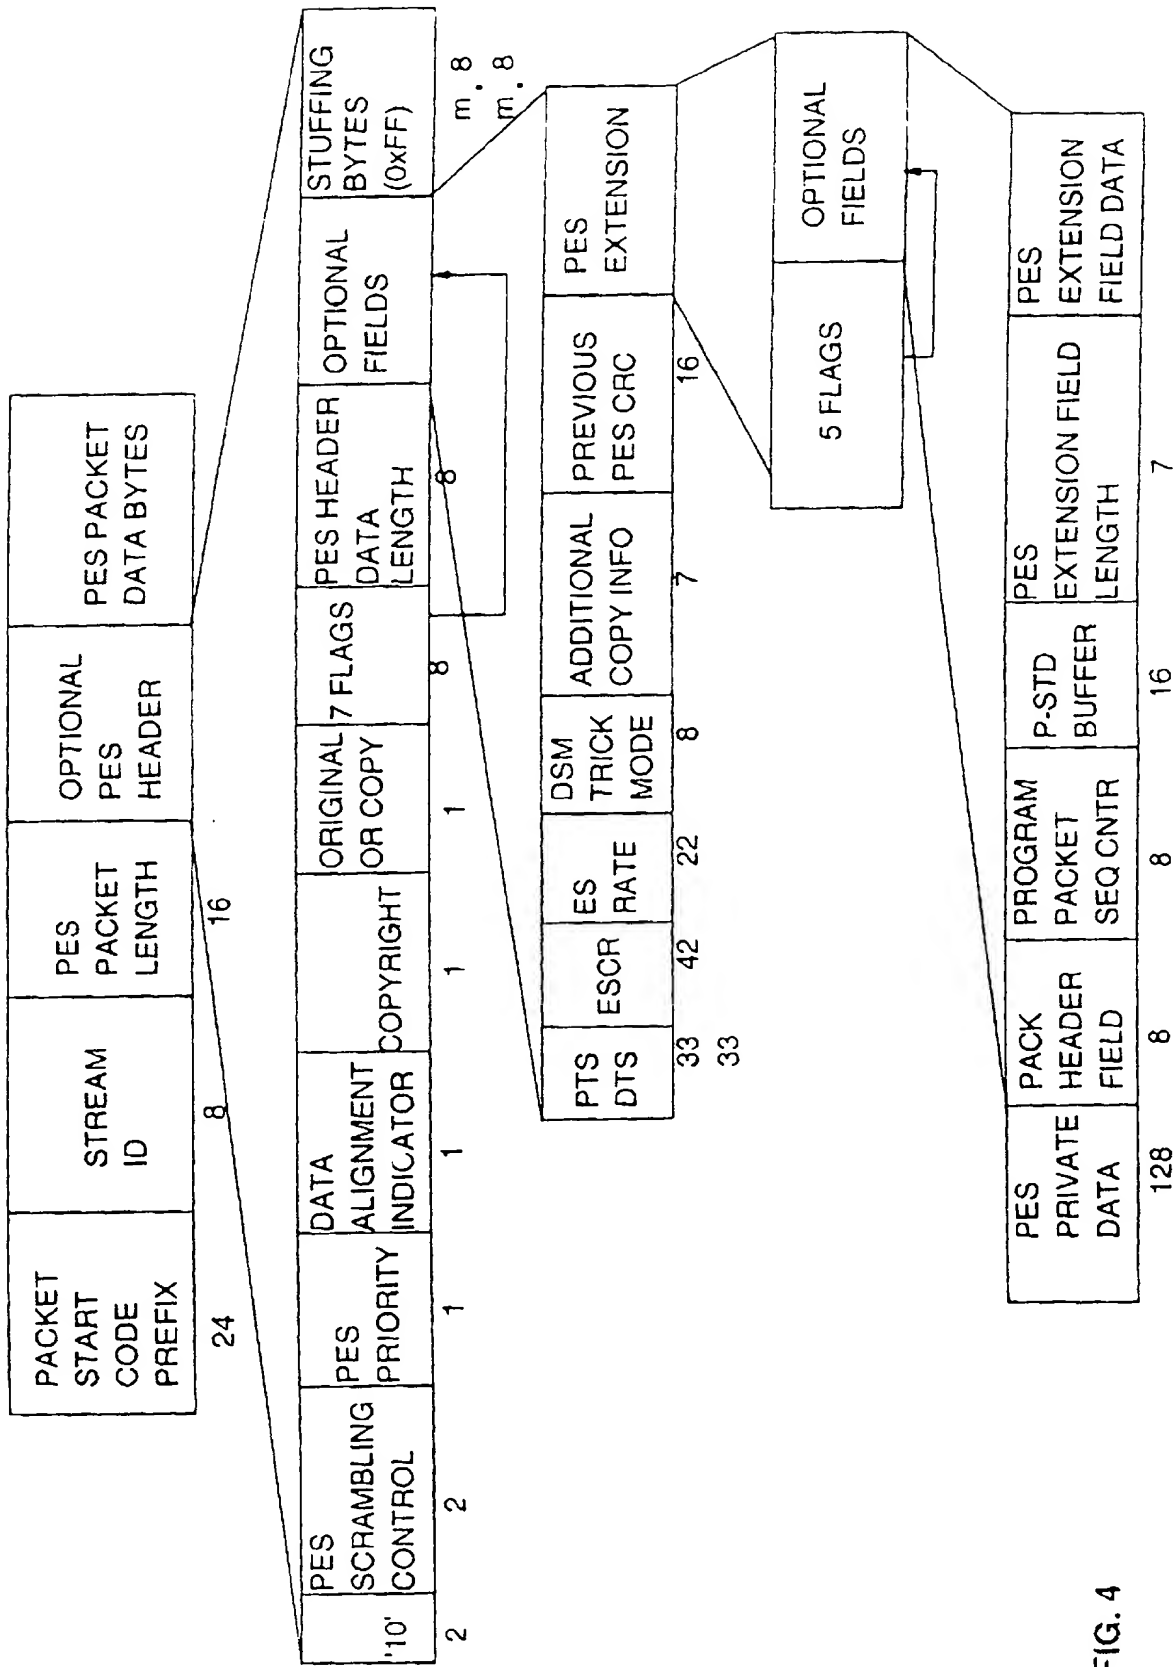 PACKET
START
CODE
PREFIX
24
STREAM
ID
8
PES
PACKET
LENGTH
16
OPTIONAL
PES
HEADER
PES PACKET
DATA BYTES
'10'
2
PES
SCRAMBLING
CONTROL
2
PES
PRIORITY
1
DATA
ALIGNMENT
INDICATOR
1
COPYRIGHT
1
ORIGINAL
OR COPY
1
7 FLAGS
8
PES HEADER
DATA
LENGTH
8
OPTIONAL
FIELDS
STUFFING
BYTES
(0xFF)
m . 8
m . 8
PTS
DTS
33
33
ESCR
42
ES
RATE
22
DSM
TRICK
MODE
8
ADDITIONAL
COPY INFO
7
PREVIOUS
PES CRC
16
PES
EXTENSION
5 FLAGS
OPTIONAL
FIELDS
PES
PRIVATE
DATA
128
PACK
HEADER
FIELD
8
PROGRAM
PACKET
SEQ CNTR
8
P-STD
BUFFER
16
PES
EXTENSION FIELD
LENGTH
7
PES
EXTENSION
FIELD DATA
FIG. 4